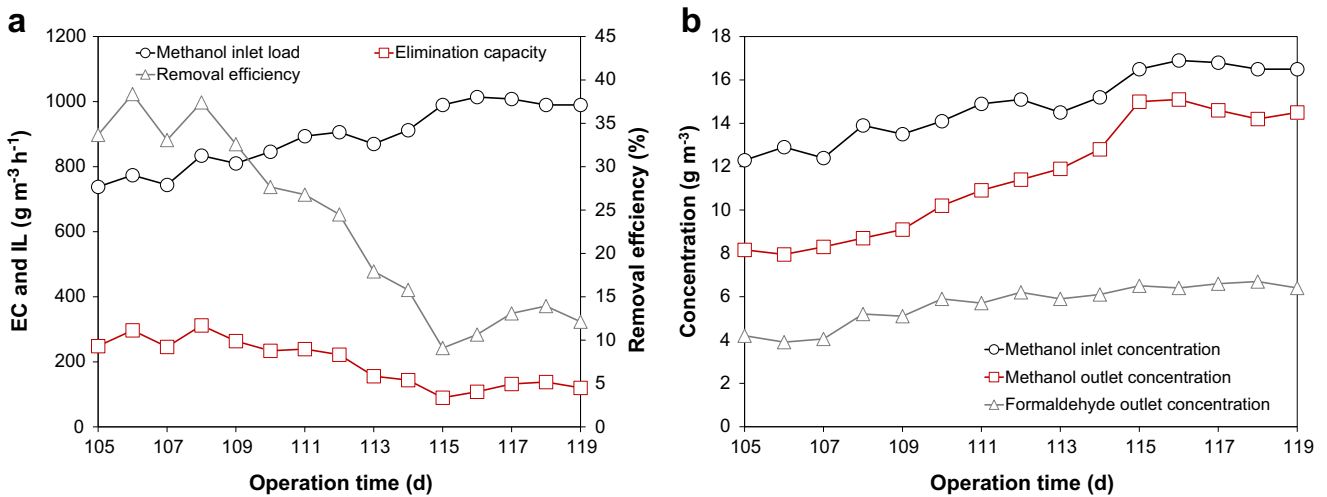 a
EC and IL (g m⁻³ h⁻¹)
1200
1000
800
600
400
200
0
Methanol inlet load
Elimination capacity
Removal efficiency
45
40
35
30
25
20
15
10
5
0
Removal effciency (%)
105 107 109 111 113 115 117 119
Operation time (d)
b
Concentration (g m⁻³)
18
16
14
12
10
8
6
4
2
0
Methanol inlet concentration
Methanol outlet concentration
Formaldehyde outlet concentration
105 107 109 111 113 115 117 119
Operation time (d)